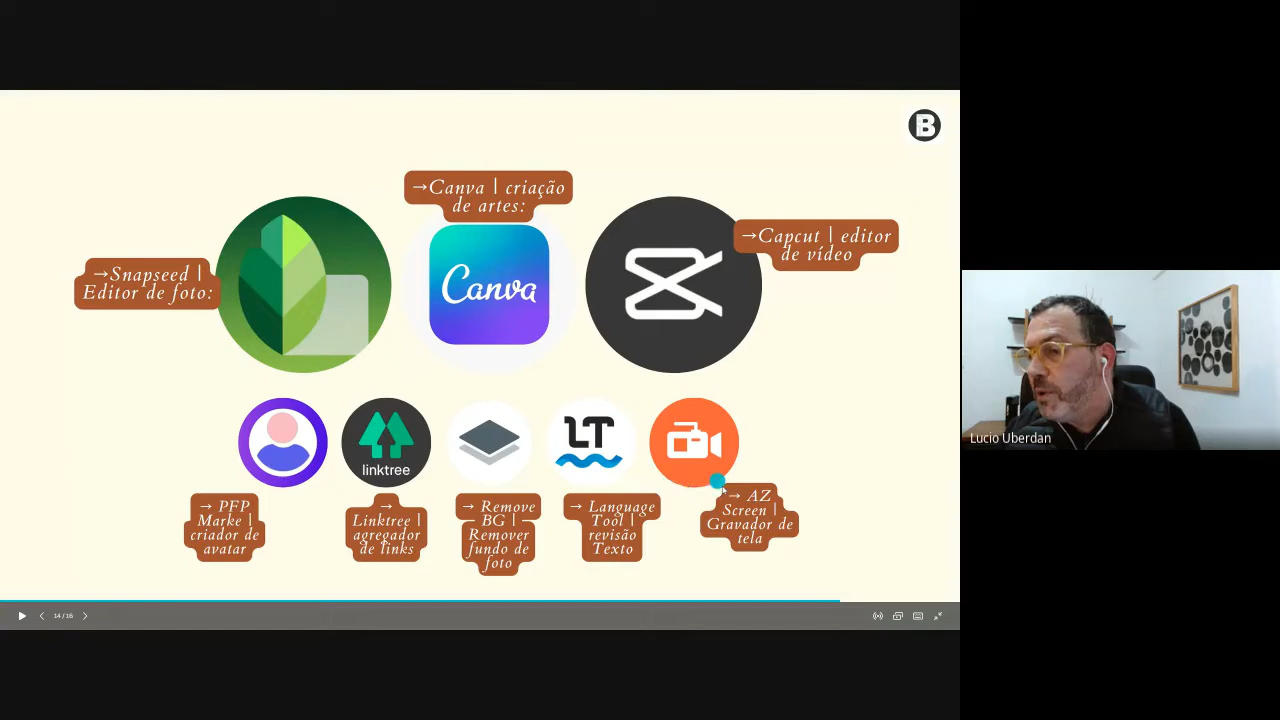 B
→Canva | criação
de artes:
→Capcut | editor
de vídeo
→Snapseed |
Editor de foto:
Canva
linktree
LT
→ PFP
Marke |
criador de
avatar
→
Linktree |
agregador
de links
→ Remove
BG |
Remover
fundo de
foto
→ Language
Tool |
revisão
Texto
→ AZ
Screen |
Gravador de
tela
14 / 16
Lucio Uberdan